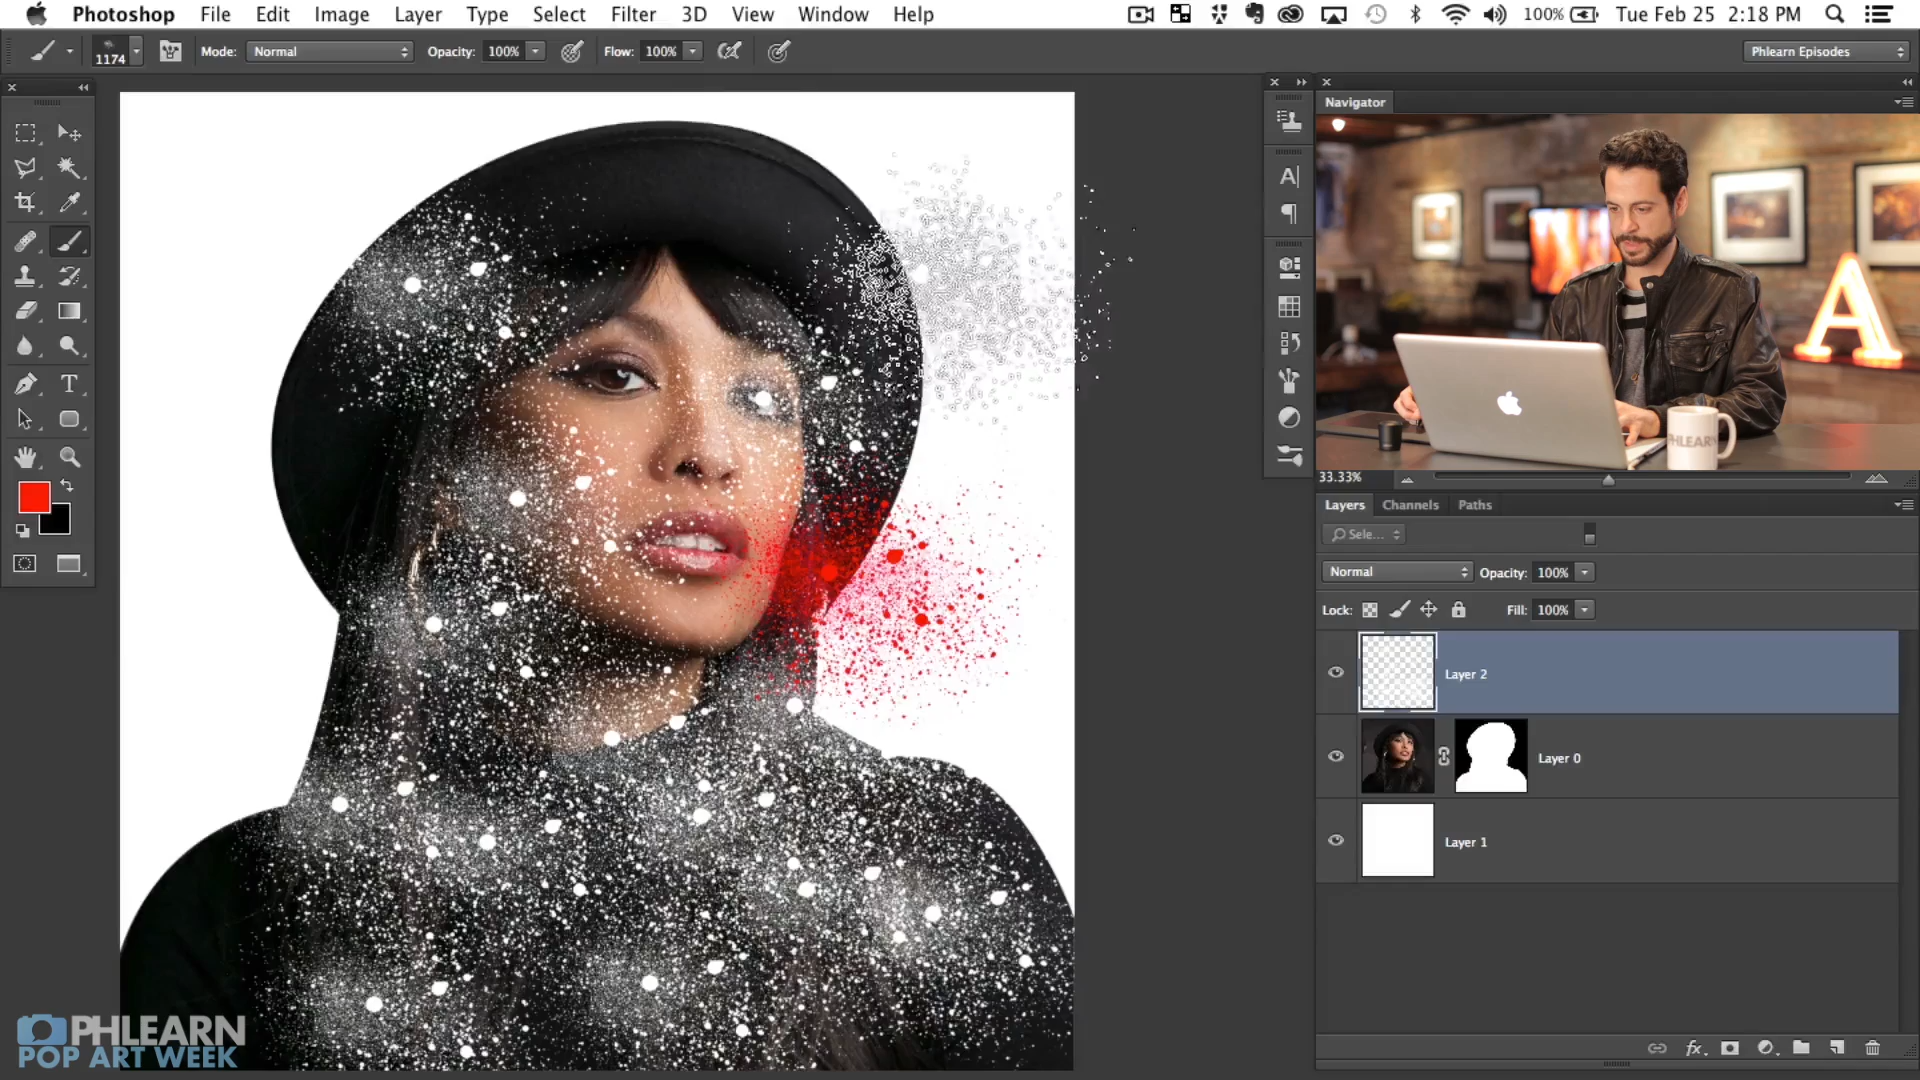 Photoshop File Edit Image Layer Type Select Filter 3D View Window Help 100% Tue Feb 25 2:18 PM
1174 Mode: Normal Opacity: 100% Flow: 100% Phlearn Episodes
Navigator
A
PHLEARN
33.33%
Layers Channels Paths
Sele...
Normal Opacity: 100%
Lock: Fill: 100%
Layer 2
Layer 0
Layer 1
PHLEARN
POP ART WEEK